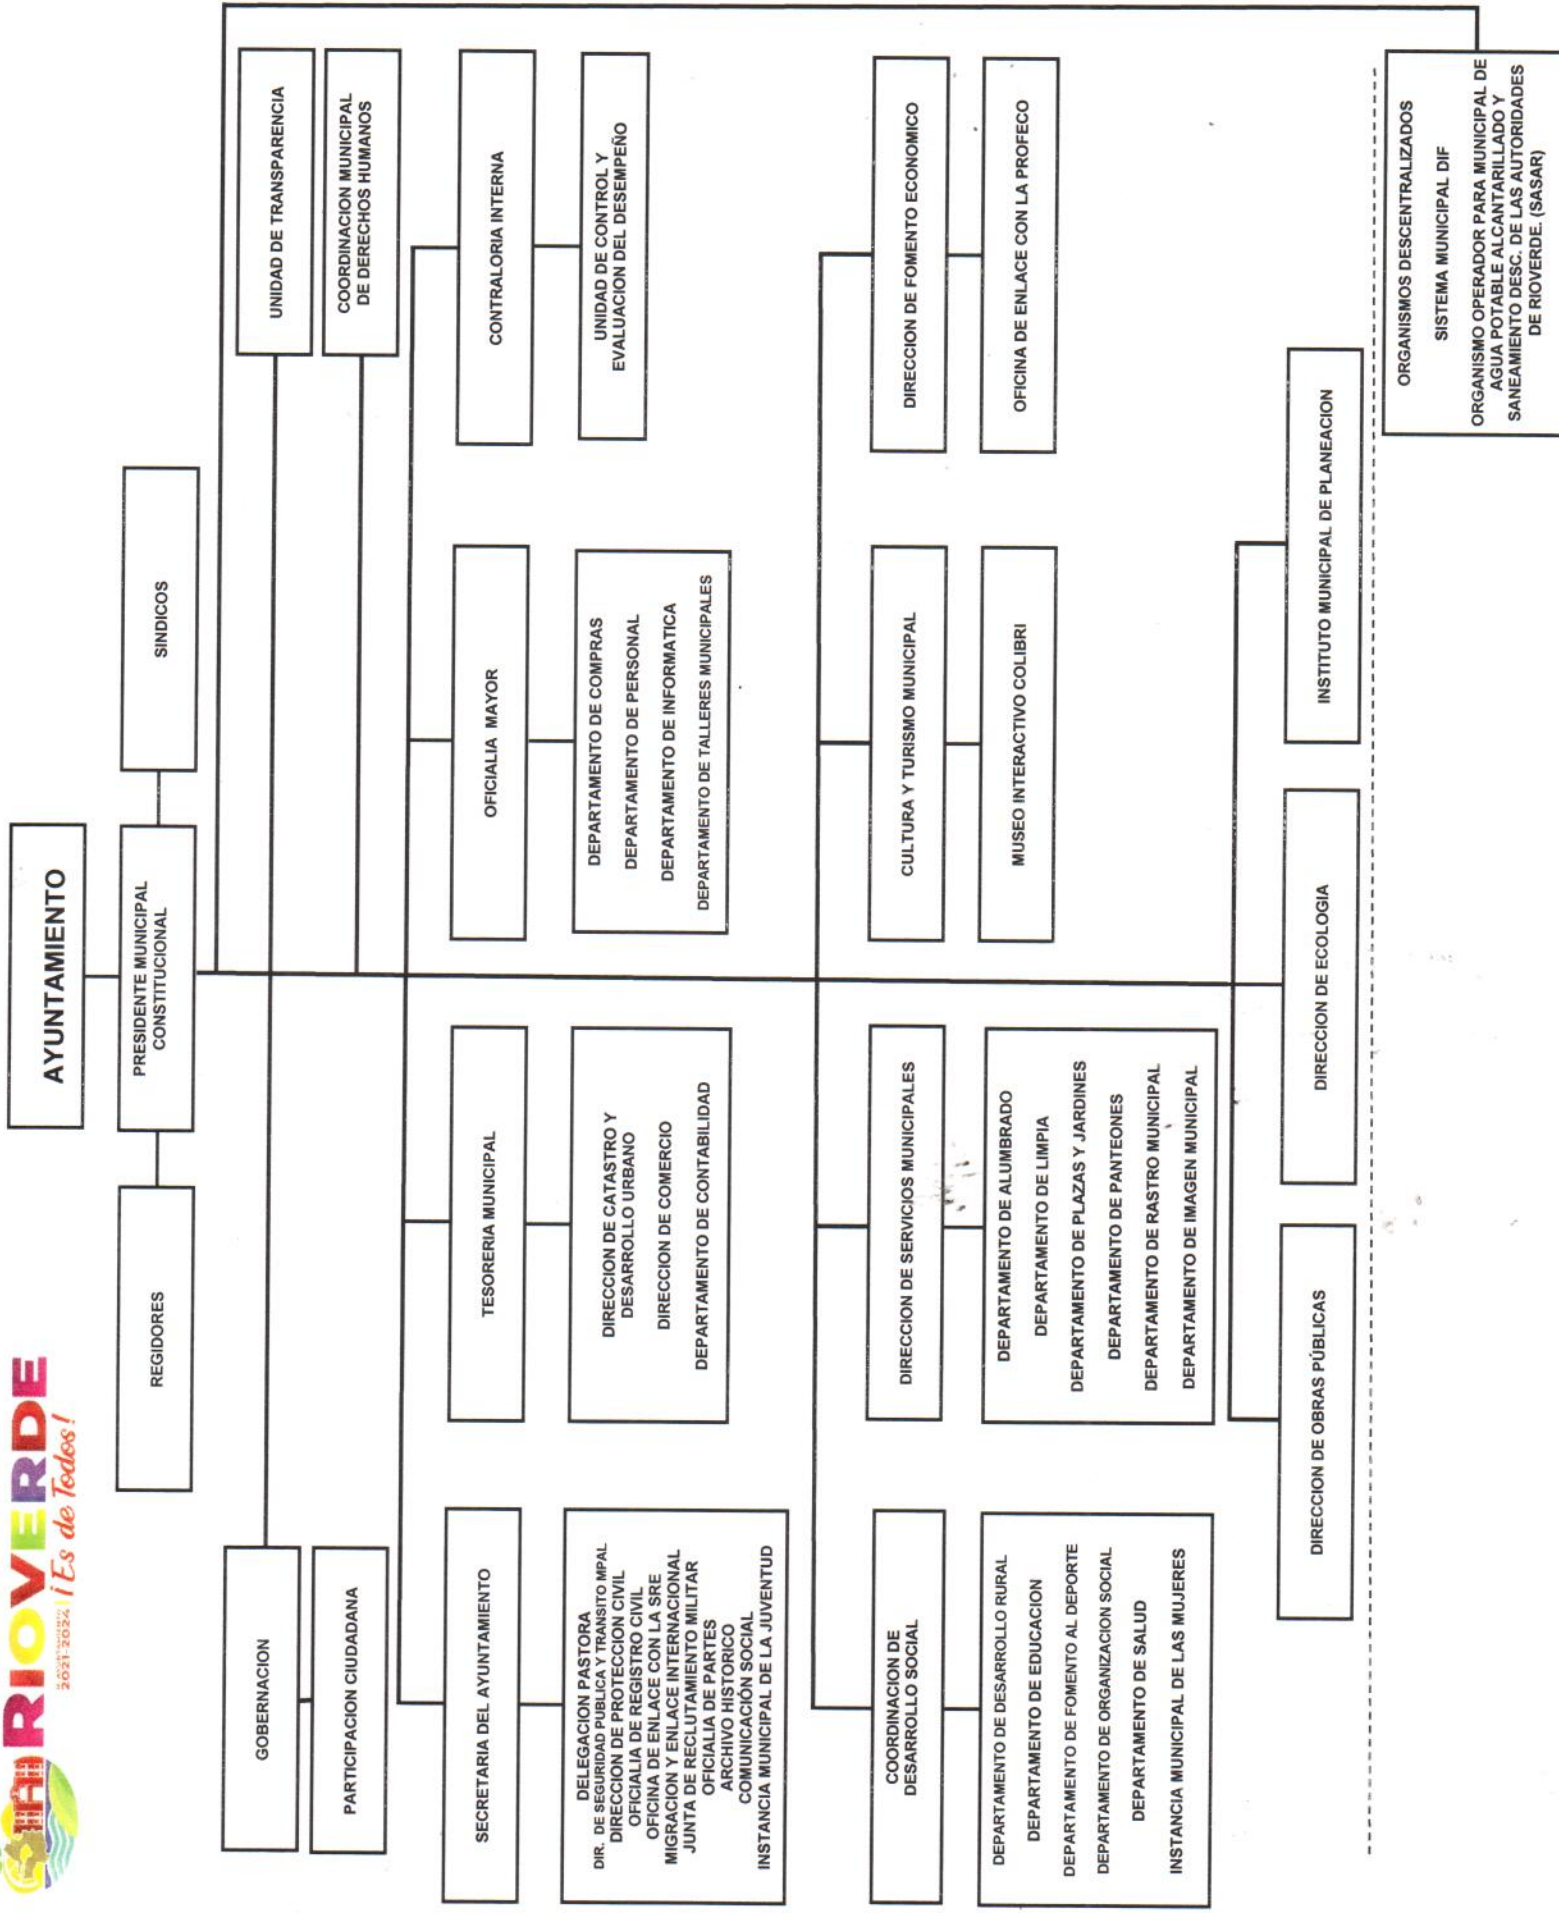 RIOVERDE
H. AYUNTAMIENTO
2021-2024
¡Es de Todos!
AYUNTAMIENTO
REGIDORES
PRESIDENTE MUNICIPAL
CONSTITUCIONAL
SINDICOS
GOBERNACION
UNIDAD DE TRANSPARENCIA
PARTICIPACION CIUDADANA
COORDINACION MUNICIPAL
DE DERECHOS HUMANOS
SECRETARIA DEL AYUNTAMIENTO
TESORERIA MUNICIPAL
OFICIALIA MAYOR
CONTRALORIA INTERNA
DELEGACION PASTORA
DIR. DE SEGURIDAD PUBLICA Y TRANSITO MPAL
DIRECCION DE PROTECCION CIVIL
OFICIALIA DE REGISTRO CIVIL
OFICINA DE ENLACE CON LA SRE
MIGRACION Y ENLACE INTERNACIONAL
JUNTA DE RECLUTAMIENTO MILITAR
OFICIALIA DE PARTES
ARCHIVO HISTORICO
COMUNICACIÓN SOCIAL
INSTANCIA MUNICIPAL DE LA JUVENTUD
DIRECCION DE CATASTRO Y
DESARROLLO URBANO
DIRECCION DE COMERCIO
DEPARTAMENTO DE CONTABILIDAD
DEPARTAMENTO DE COMPRAS
DEPARTAMENTO DE PERSONAL
DEPARTAMENTO DE INFORMATICA
DEPARTAMENTO DE TALLERES MUNICIPALES
UNIDAD DE CONTROL Y
EVALUACION DEL DESEMPEÑO
COORDINACION DE
DESARROLLO SOCIAL
DIRECCION DE SERVICIOS MUNICIPALES
CULTURA Y TURISMO MUNICIPAL
DIRECCION DE FOMENTO ECONOMICO
DEPARTAMENTO DE DESARROLLO RURAL
DEPARTAMENTO DE EDUCACION
DEPARTAMENTO DE FOMENTO AL DEPORTE
DEPARTAMENTO DE ORGANIZACION SOCIAL
DEPARTAMENTO DE SALUD
INSTANCIA MUNICIPAL DE LAS MUJERES
DEPARTAMENTO DE ALUMBRADO
DEPARTAMENTO DE LIMPIA
DEPARTAMENTO DE PLAZAS Y JARDINES
DEPARTAMENTO DE PANTEONES
DEPARTAMENTO DE RASTRO MUNICIPAL
DEPARTAMENTO DE IMAGEN MUNICIPAL
MUSEO INTERACTIVO COLIBRI
OFICINA DE ENLACE CON LA PROFECO
DIRECCION DE OBRAS PÚBLICAS
DIRECCION DE ECOLOGIA
INSTITUTO MUNICIPAL DE PLANEACION
ORGANISMOS DESCENTRALIZADOS
SISTEMA MUNICIPAL DIF
ORGANISMO OPERADOR PARA MUNICIPAL DE
AGUA POTABLE ALCANTARILLADO Y
SANEAMIENTO DESC. DE LAS AUTORIDADES
DE RIOVERDE. (SASAR)